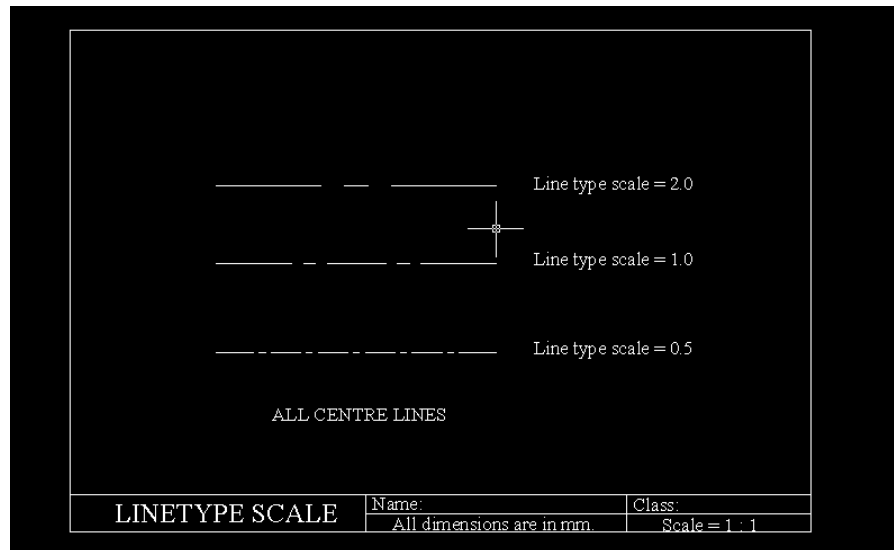 Line type scale = 2.0
Line type scale = 1.0
Line type scale = 0.5
ALL CENTRE LINES
LINETYPE SCALE
Name:
All dimensions are in mm.
Class:
Scale = 1 : 1